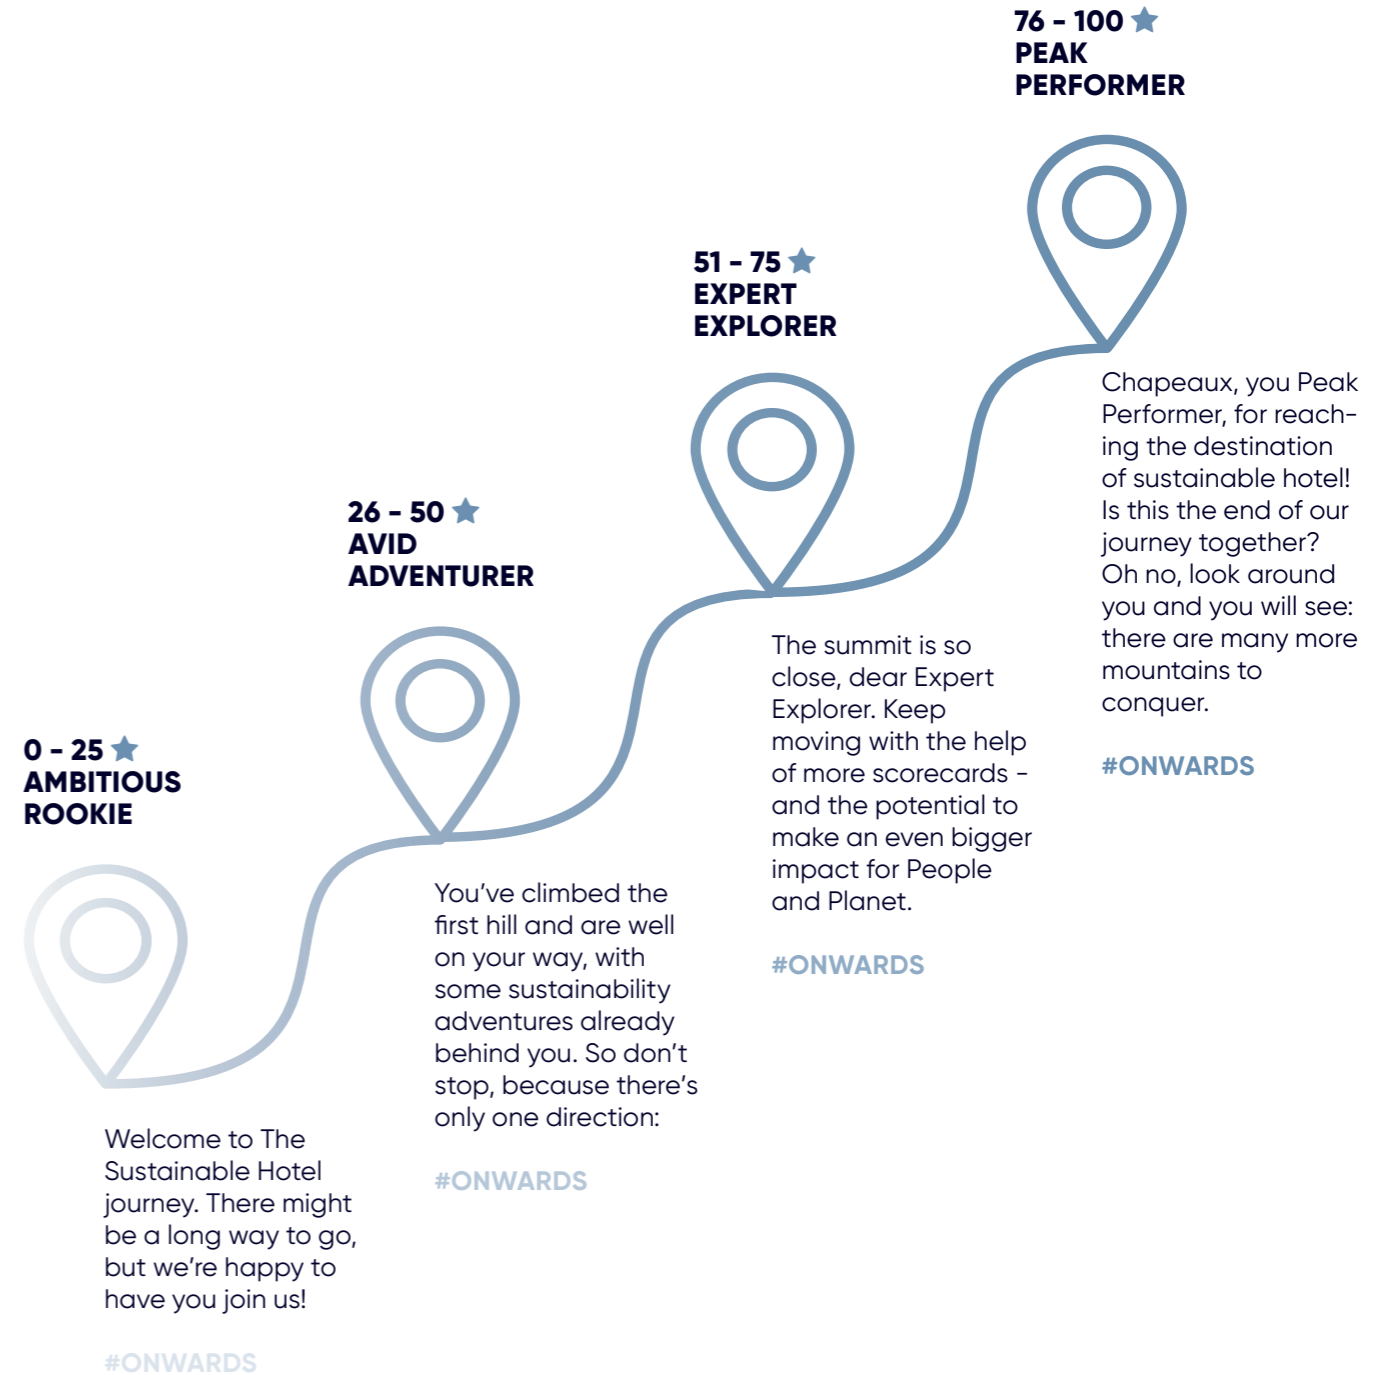 76 - 100
PEAK
PERFORMER
Chapeaux, you Peak
Performer, for reach-
ing the destination
of sustainable hotel!
Is this the end of our
journey together?
Oh no, look around
you and you will see:
there are many more
mountains to
conquer.
#ONWARDS
51 - 75
EXPERT
EXPLORER
The summit is so
close, dear Expert
Explorer. Keep
moving with the help
of more scorecards -
and the potential to
make an even bigger
impact for People
and Planet.
#ONWARDS
26 - 50
AVID
ADVENTURER
You’ve climbed the
first hill and are well
on your way, with
some sustainability
adventures already
behind you. So don’t
stop, because there’s
only one direction:
#ONWARDS
0 - 25
AMBITIOUS
ROOKIE
Welcome to The
Sustainable Hotel
journey. There might
be a long way to go,
but we’re happy to
have you join us!
#ONWARDS